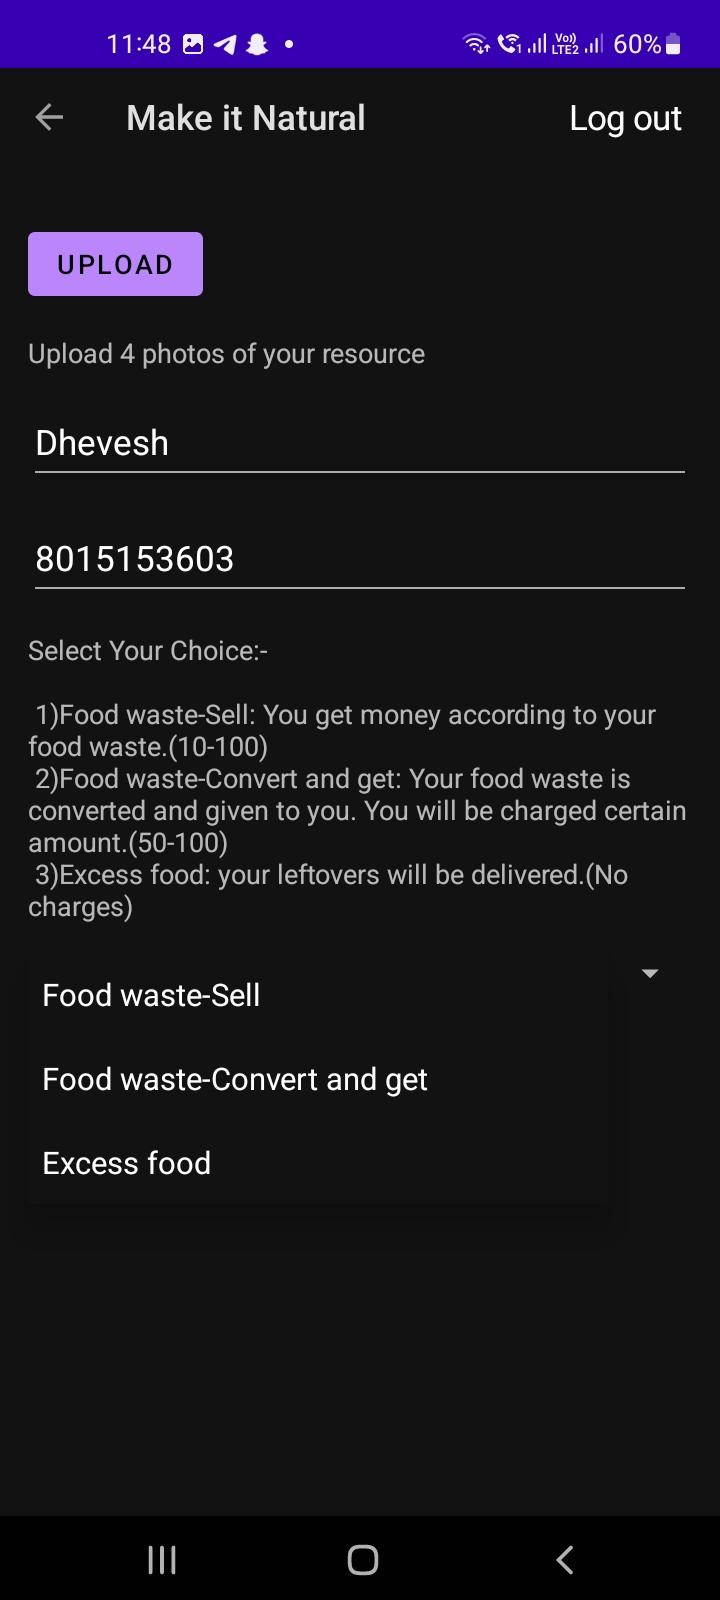 11:48 Vo)) LTE2 60%
Make it Natural Log out
UPLOAD
Upload 4 photos of your resource
Dhevesh
8015153603
Select Your Choice:-
1)Food waste-Sell: You get money according to your
food waste.(10-100)
2)Food waste-Convert and get: Your food waste is
converted and given to you. You will be charged certain
amount.(50-100)
3)Excess food: your leftovers will be delivered.(No
charges)
Food waste-Sell
Food waste-Convert and get
Excess food